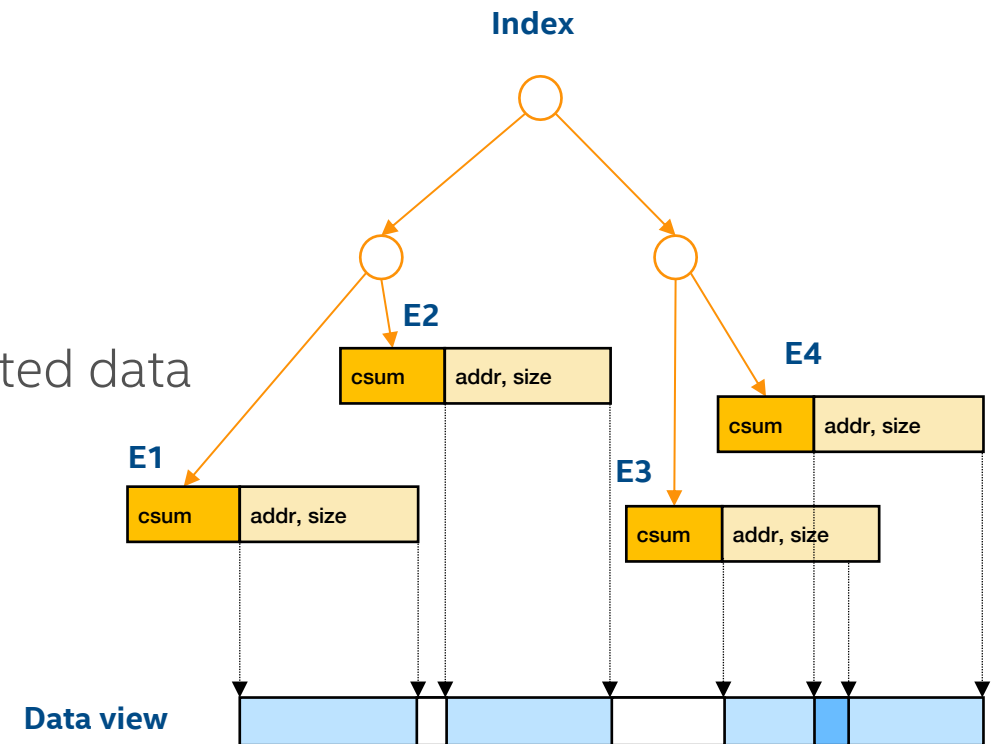 Index
E2
csum addr, size
E4
csum addr, size
ted data
E1
csum addr, size
E3
csum addr, size
Data view